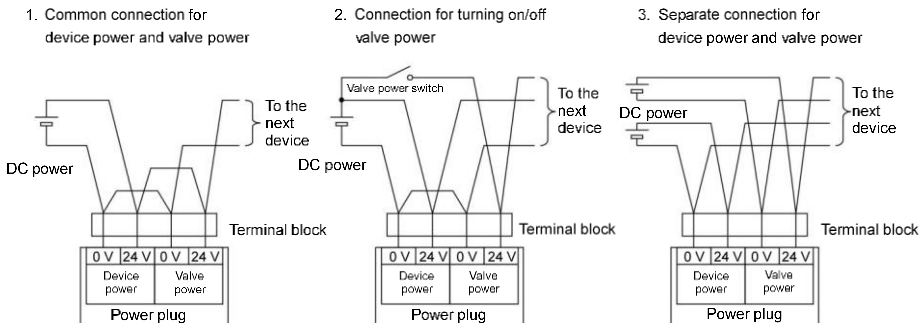 1. Common connection for
device power and valve power
To the
next
device
DC power
Terminal block
0 V 24 V 0 V 24 V
Device
power
Valve
power
Power plug
2. Connection for turning on/off
valve power
Valve power switch
To the
next
device
DC power
Terminal block
0 V 24 V 0 V 24 V
Device
power
Valve
power
Power plug
3. Separate connection for
device power and valve power
DC power
To the
next
device
Terminal block
0 V 24 V 0 V 24 V
Device
power
Valve
power
Power plug